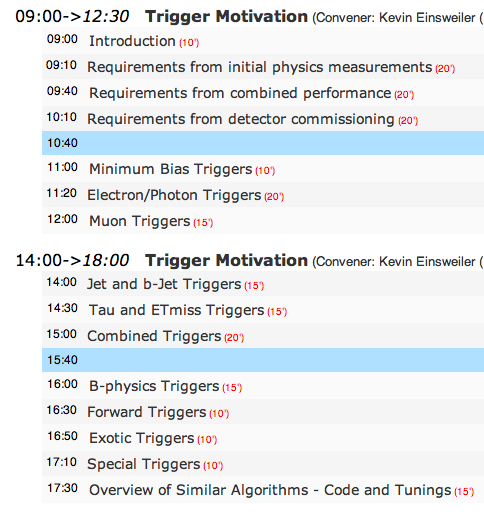 09:00->12:30 Trigger Motivation (Convener: Kevin Einsweiler (
09:00 Introduction (10')
09:10 Requirements from initial physics measurements (20')
09:40 Requirements from combined performance (20')
10:10 Requirements from detector commissioning (20')
10:40
11:00 Minimum Bias Triggers (10')
11:20 Electron/Photon Triggers (20')
12:00 Muon Triggers (15')
14:00->18:00 Trigger Motivation (Convener: Kevin Einsweiler (
14:00 Jet and b-Jet Triggers (15')
14:30 Tau and ETmiss Triggers (15')
15:00 Combined Triggers (20')
15:40
16:00 B-physics Triggers (15')
16:30 Forward Triggers (10')
16:50 Exotic Triggers (10')
17:10 Special Triggers (10')
17:30 Overview of Similar Algorithms - Code and Tunings (15')